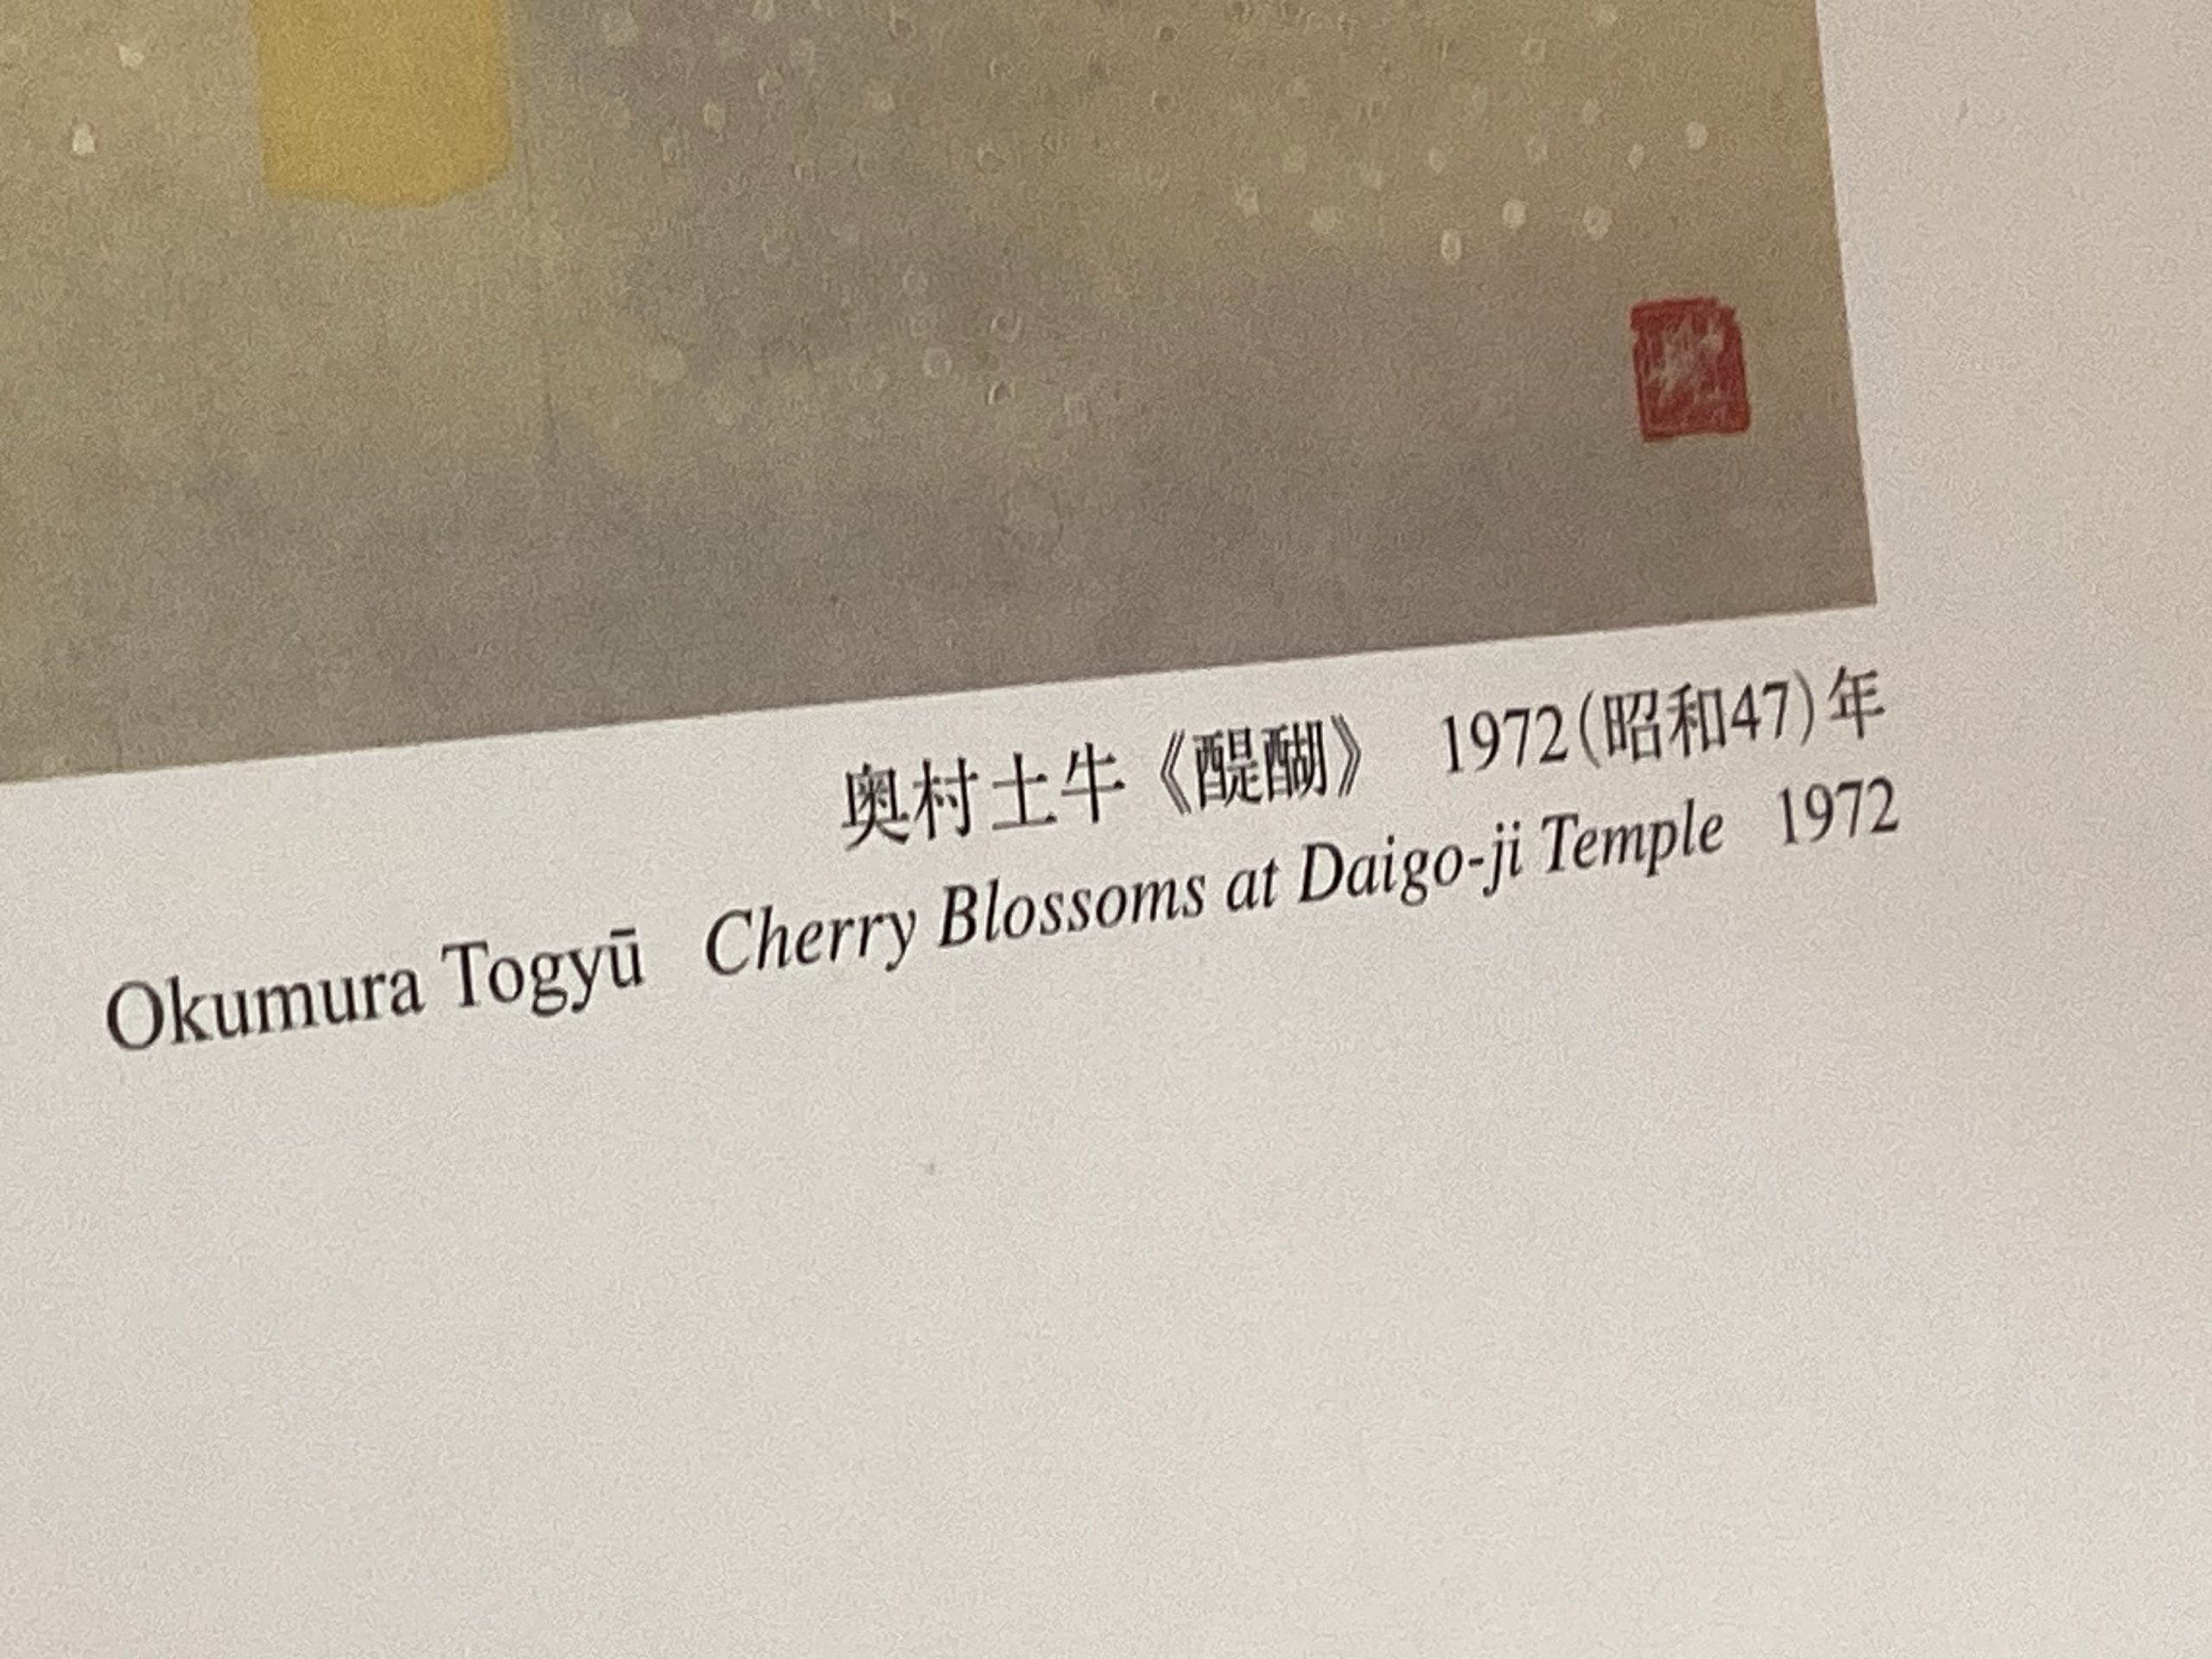 奥村土牛《醍醐》 1972(昭和47)年
Okumura Togyū Cherry Blossoms at Daigo-ji Temple 1972